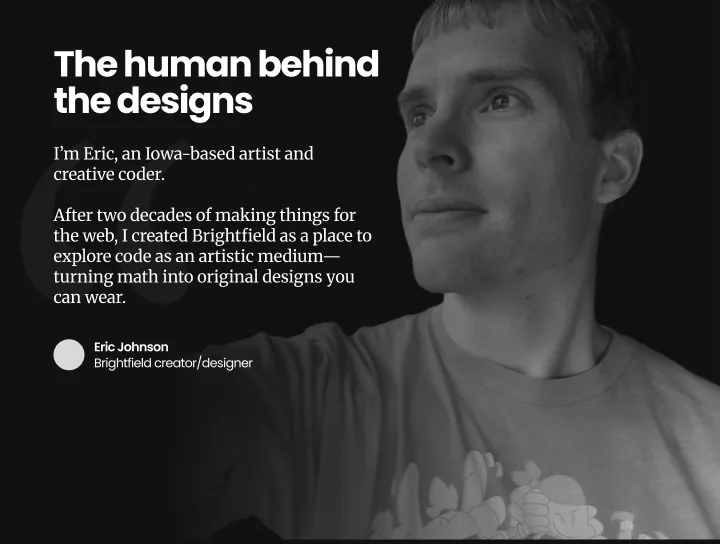 The human behind
the designs
I’m Eric, an Iowa-based artist and
creative coder.
After two decades of making things for
the web, I created Brightfield as a place to
explore code as an artistic medium—
turning math into original designs you
can wear.
Eric Johnson
Brightfield creator/designer